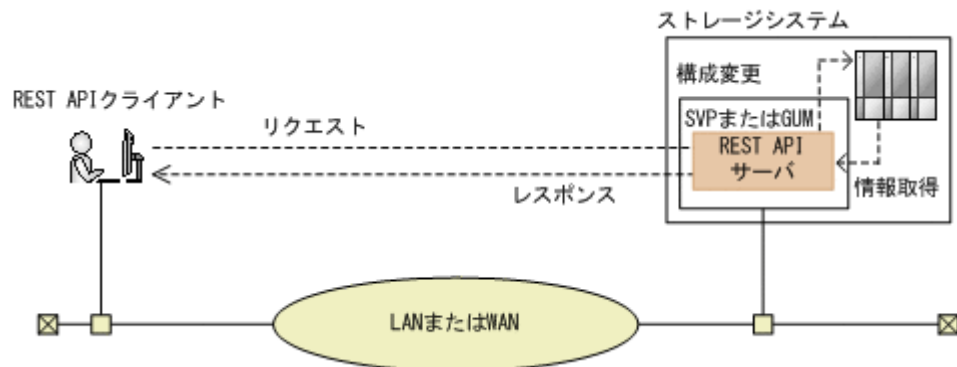 ストレージシステム
構成変更
REST APIクライアント
リクエスト
SVPまたはGUM
REST API
サーバ
情報取得
レスポンス
LANまたはWAN